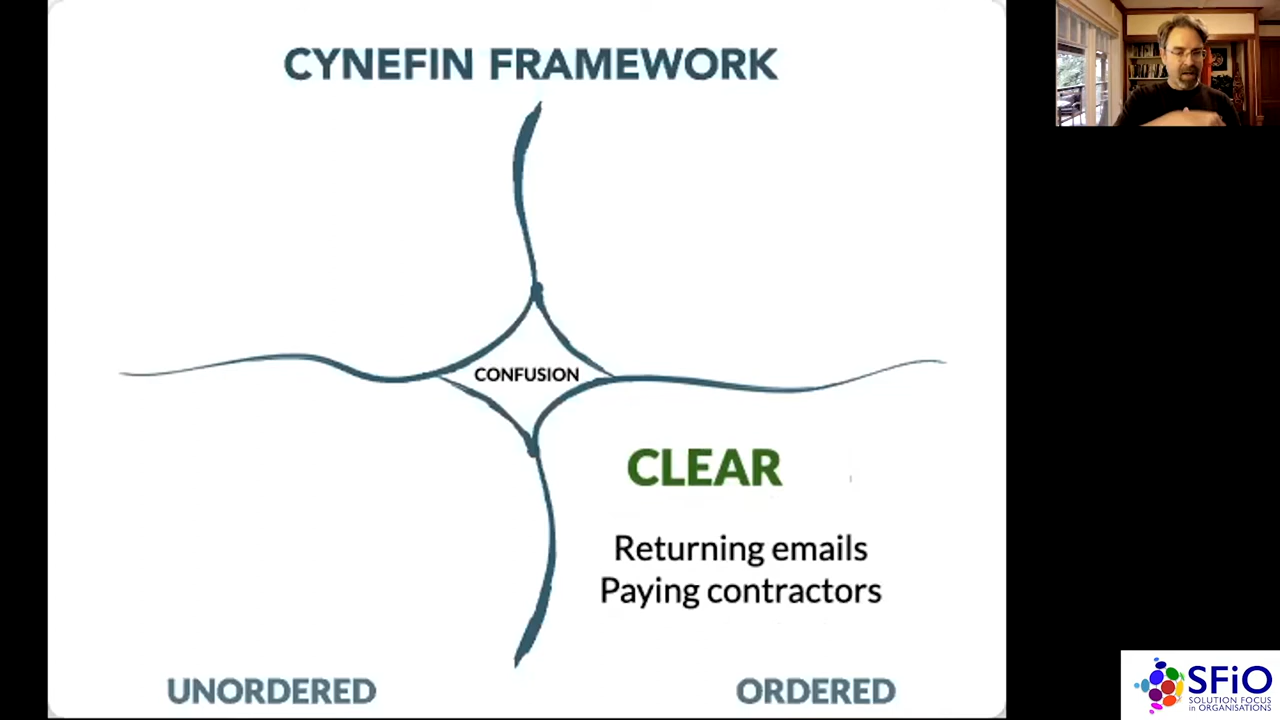 CYNEFIN FRAMEWORK
CONFUSION
CLEAR
Returning emails
Paying contractors
UNORDERED
ORDERED
SFiO
SOLUTION FOCUS
in ORGANISATIONS